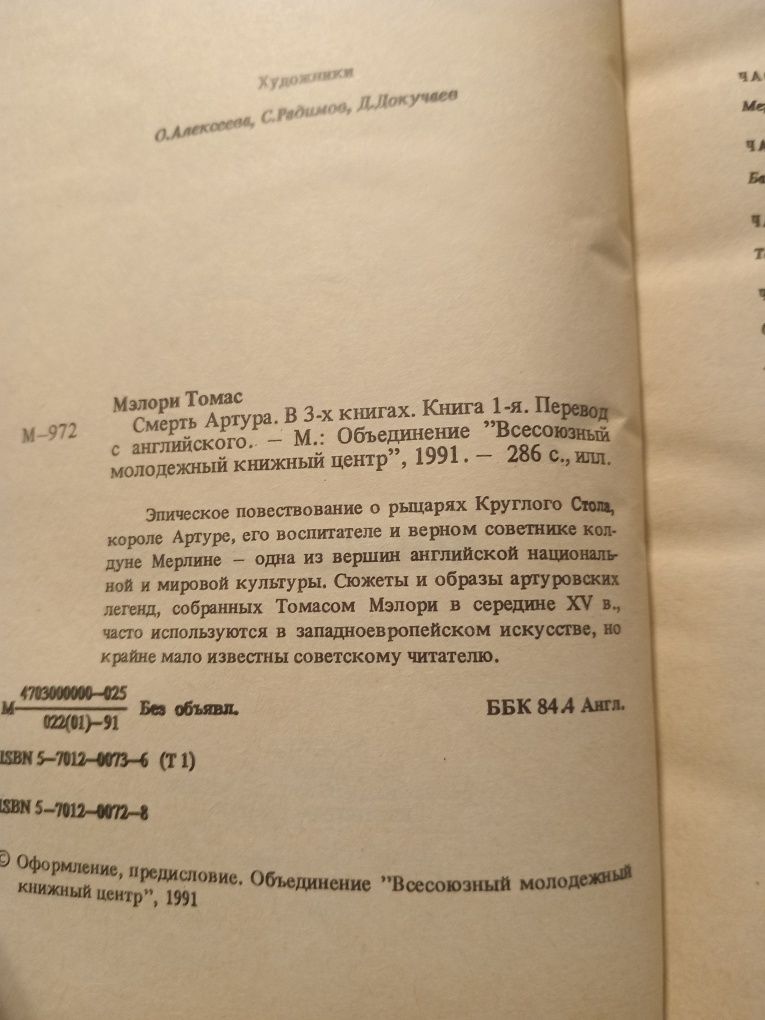 Художники
О.Алексеева, С.Радимов, Д.Докучаев
Мэлори Томас
М—972
Смерть Артура. В 3-х книгах. Книга 1-я. Перевод
с английского. — М.: Объединение "Всесоюзный
молодежный книжный центр", 1991. — 286 с., илл.
Эпическое повествование о рыцарях Круглого Стола,
короле Артуре, его воспитателе и верном советнике кол-
дуне Мерлине — одна из вершин английской националь-
ной и мировой культуры. Сюжеты и образы артуровских
легенд, собранных Томасом Мэлори в середине XV в.,
часто используются в западноевропейском искусстве, но
крайне мало известны советскому читателю.
М 4703000000—025
022(01)—91
Без объявл.
ББК 84.4 Англ.
ISBN 5—7012—0073—6 (Т 1)
ISBN 5—7012—0072—8
© Оформление, предисловие. Объединение "Всесоюзный молодежный
книжный центр", 1991